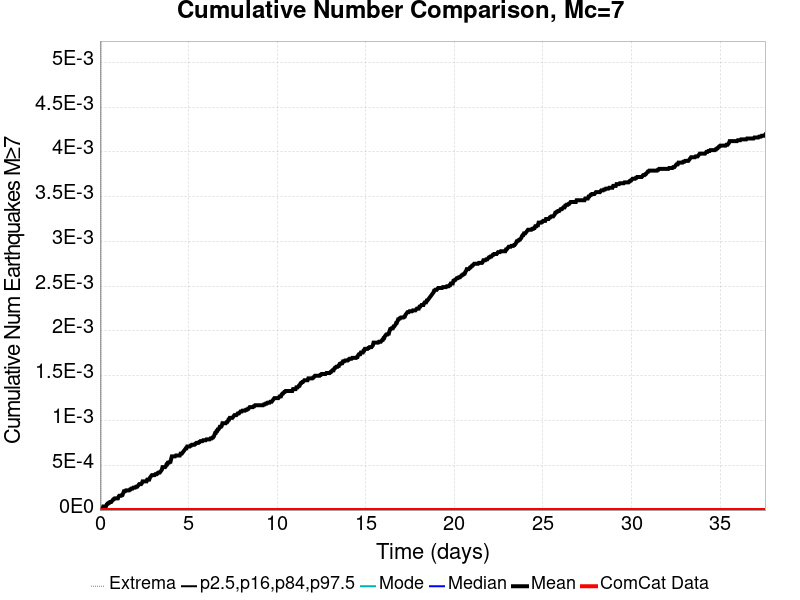 Cumulative Number Comparison, Mc=7
Cumulative Num Earthquakes M≥7
5E-3
4.5E-3
4E-3
3.5E-3
3E-3
2.5E-3
2E-3
1.5E-3
1E-3
5E-4
0E0
0 5 10 15 20 25 30 35
Time (days)
Extrema p2.5,p16,p84,p97.5 Mode Median Mean ComCat Data